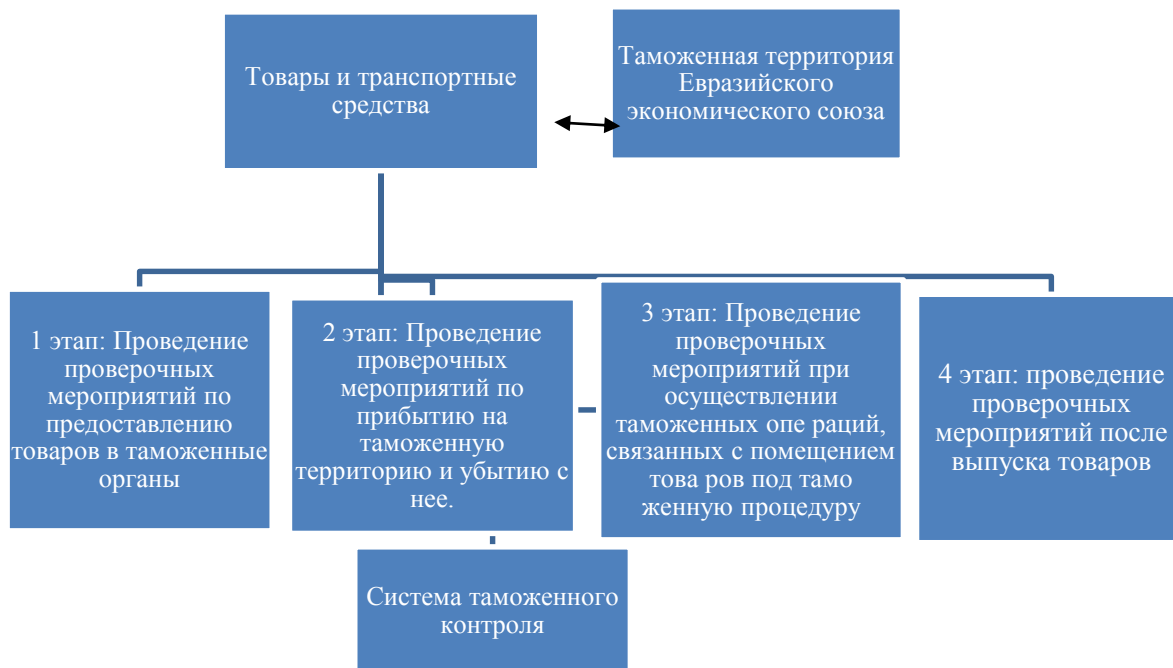 Товары и транспортные
средства
Таможенная территория
Евразийского
экономического союза
1 этап: Проведение
проверочных
мероприятий по
предоставлению
товаров в таможенные
органы
2 этап: Проведение
проверочных
мероприятий по
прибытию на
таможенную
территорию и убытию с
нее.
3 этап: Проведение
проверочных
мероприятий при
осуществлении
таможенных опе раций,
связанных с помещением
това ров под тамо
женную процедуру
4 этап: проведение
проверочных
мероприятий после
выпуска товаров
Система таможенного
контроля